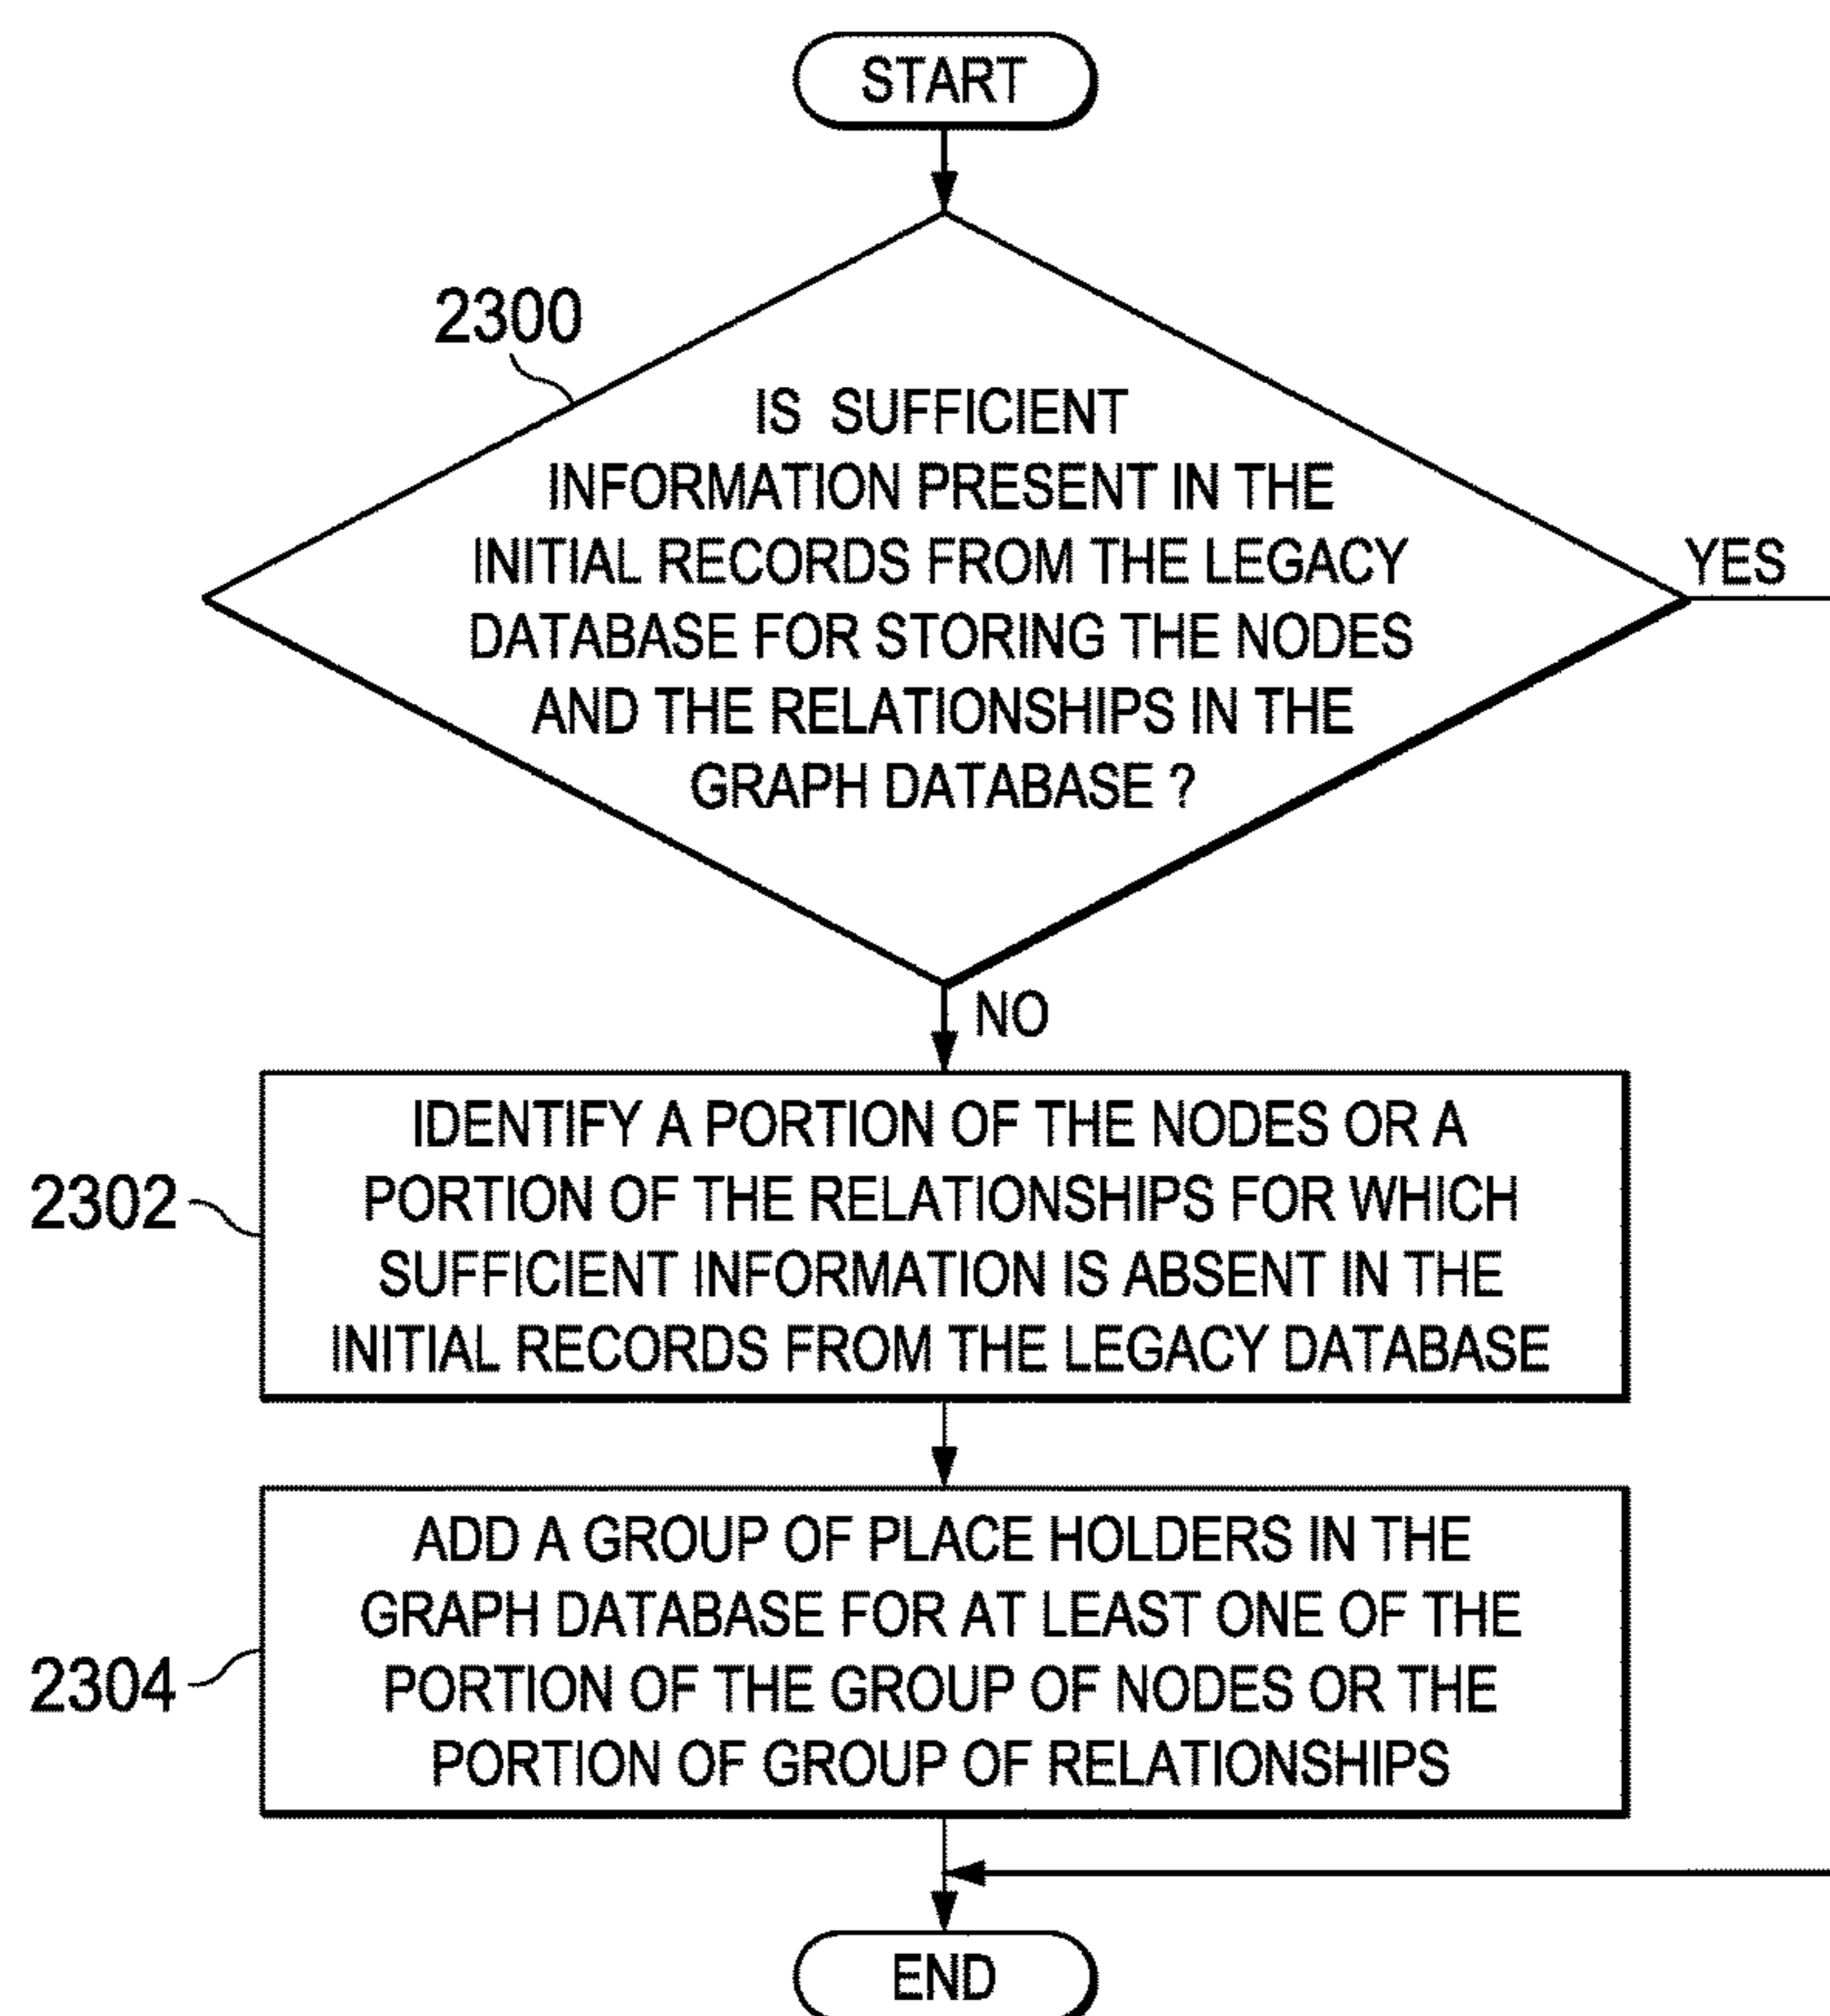 START
2300
IS SUFFICIENT
INFORMATION PRESENT IN THE
INITIAL RECORDS FROM THE LEGACY
DATABASE FOR STORING THE NODES
AND THE RELATIONSHIPS IN THE
GRAPH DATABASE ?
YES
NO
2302
IDENTIFY A PORTION OF THE NODES OR A
PORTION OF THE RELATIONSHIPS FOR WHICH
SUFFICIENT INFORMATION IS ABSENT IN THE
INITIAL RECORDS FROM THE LEGACY DATABASE
2304
ADD A GROUP OF PLACE HOLDERS IN THE
GRAPH DATABASE FOR AT LEAST ONE OF THE
PORTION OF THE GROUP OF NODES OR THE
PORTION OF GROUP OF RELATIONSHIPS
END